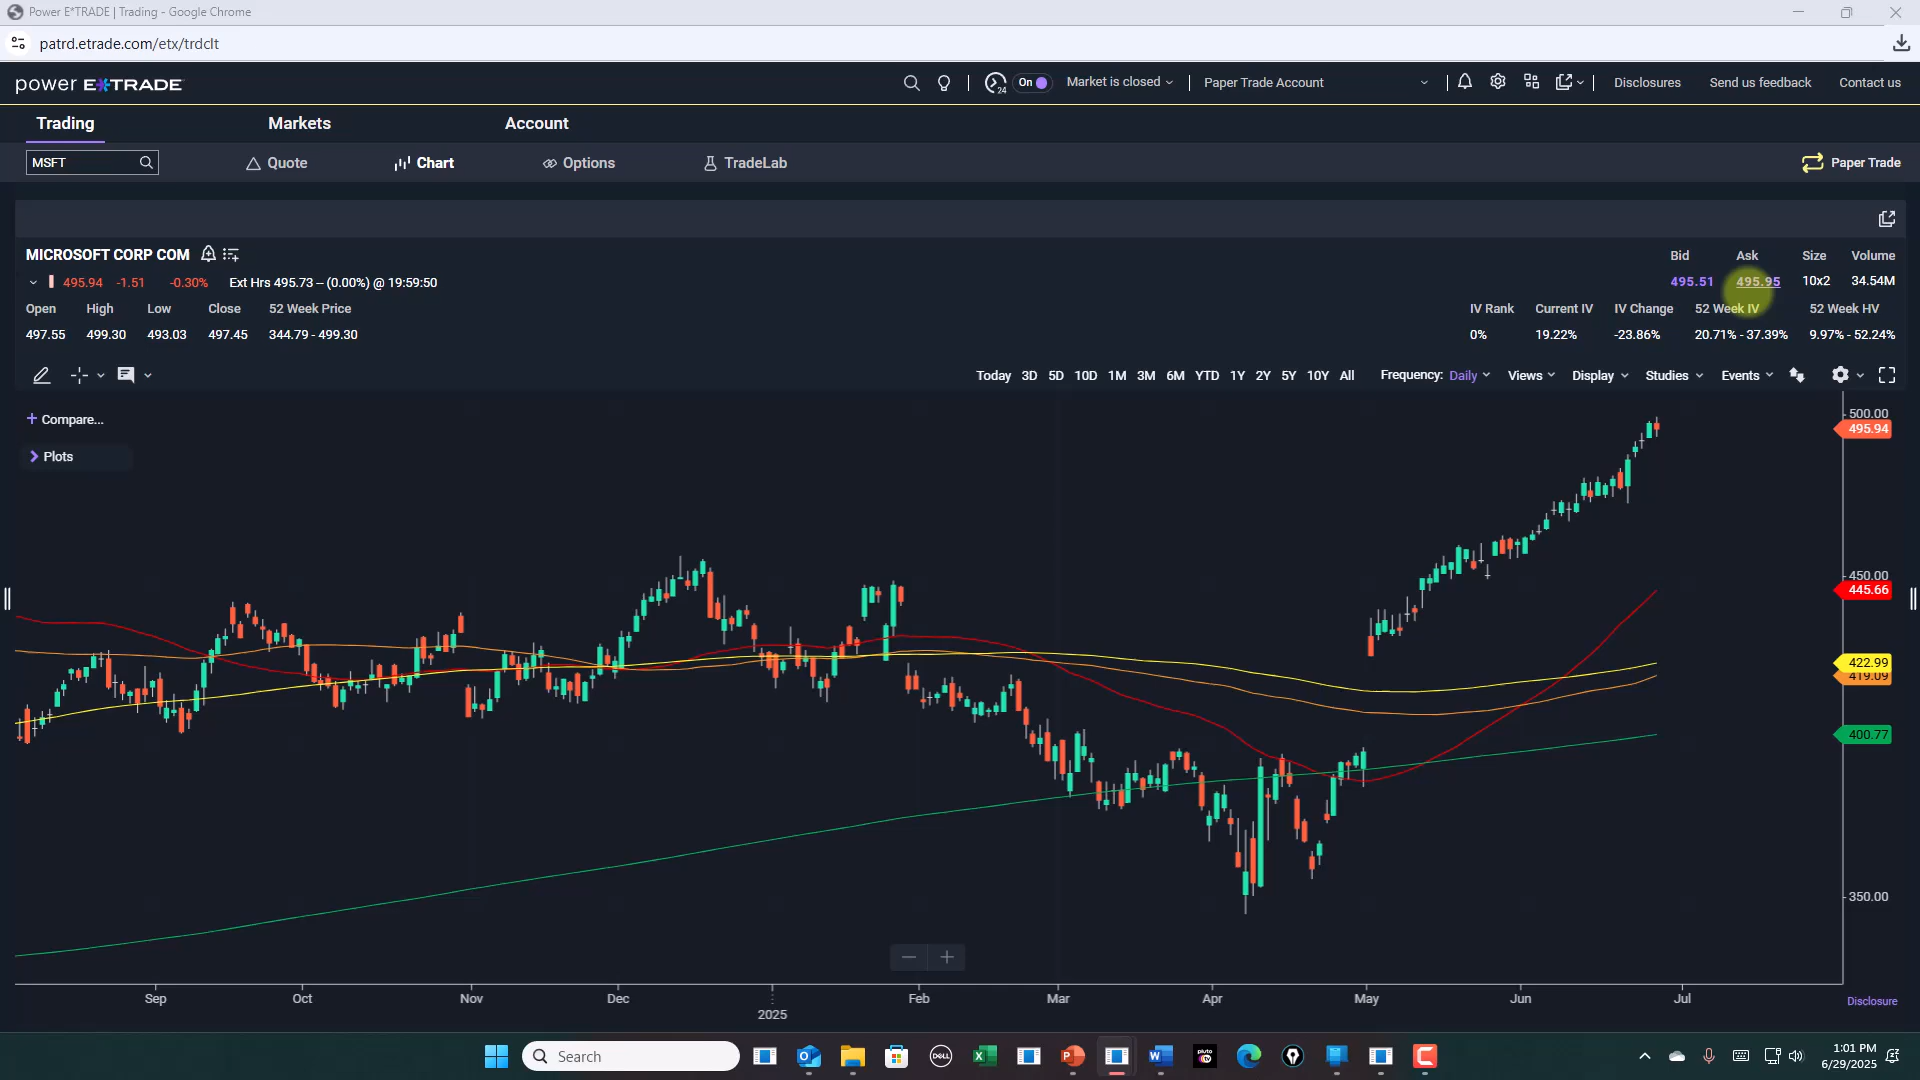 Power E*TRADE | Trading - Google Chrome
patrd.etrade.com/etx/trdclt
power E*TRADE
24
On
Market is closed
Paper Trade Account
Disclosures
Send us feedback
Contact us
Trading
Markets
Account
MSFT
Quote
Chart
Options
TradeLab
Paper Trade
MICROSOFT CORP COM
Bid Ask Size Volume
495.94 -1.51 -0.30% Ext Hrs 495.73 – (0.00%) @ 19:59:50
495.51 495.95 10x2 34.54M
Open High Low Close 52 Week Price
IV Rank Current IV IV Change 52 Week IV 52 Week HV
497.55 499.30 493.03 497.45 344.79 - 499.30
0% 19.22% -23.86% 20.71% - 37.39% 9.97% - 52.24%
Today 3D 5D 10D 1M 3M 6M YTD 1Y 2Y 5Y 10Y All Frequency: Daily Views Display Studies Events
+ Compare...
Plots
500.00
495.94
450.00
445.66
422.99
419.09
400.77
350.00
Sep Oct Nov Dec 2025 Feb Mar Apr May Jun Jul
Disclosure
Search
DELL
pluto tv
1:01 PM
6/29/2025